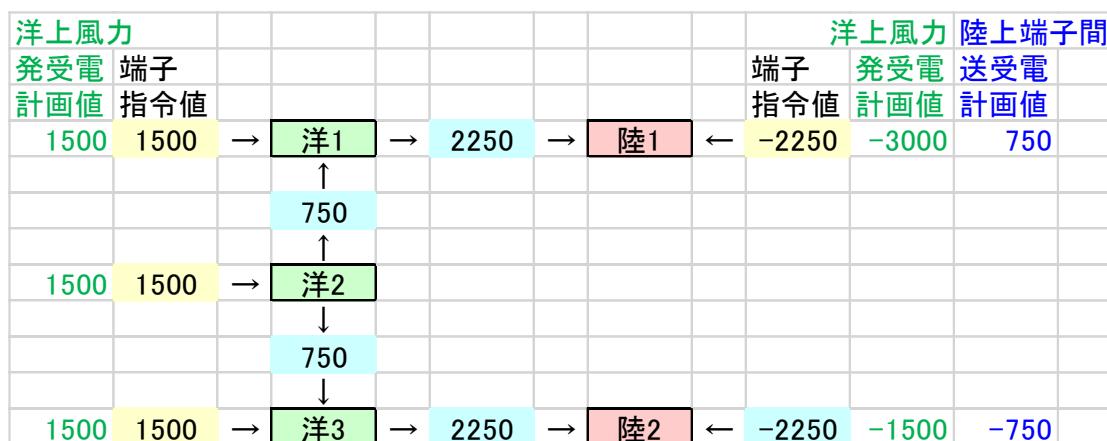 洋上風力 洋上風力 陸上端子間
発受電 端子 端子 発受電 送受電
計画値 指令値 指令値 計画値 計画値
1500 1500 → 洋1 → 2250 → 陸1 ← -2250 -3000 750
↑
750
↑
1500 1500 → 洋2
↓
750
↓
1500 1500 → 洋3 → 2250 → 陸2 ← -2250 -1500 -750